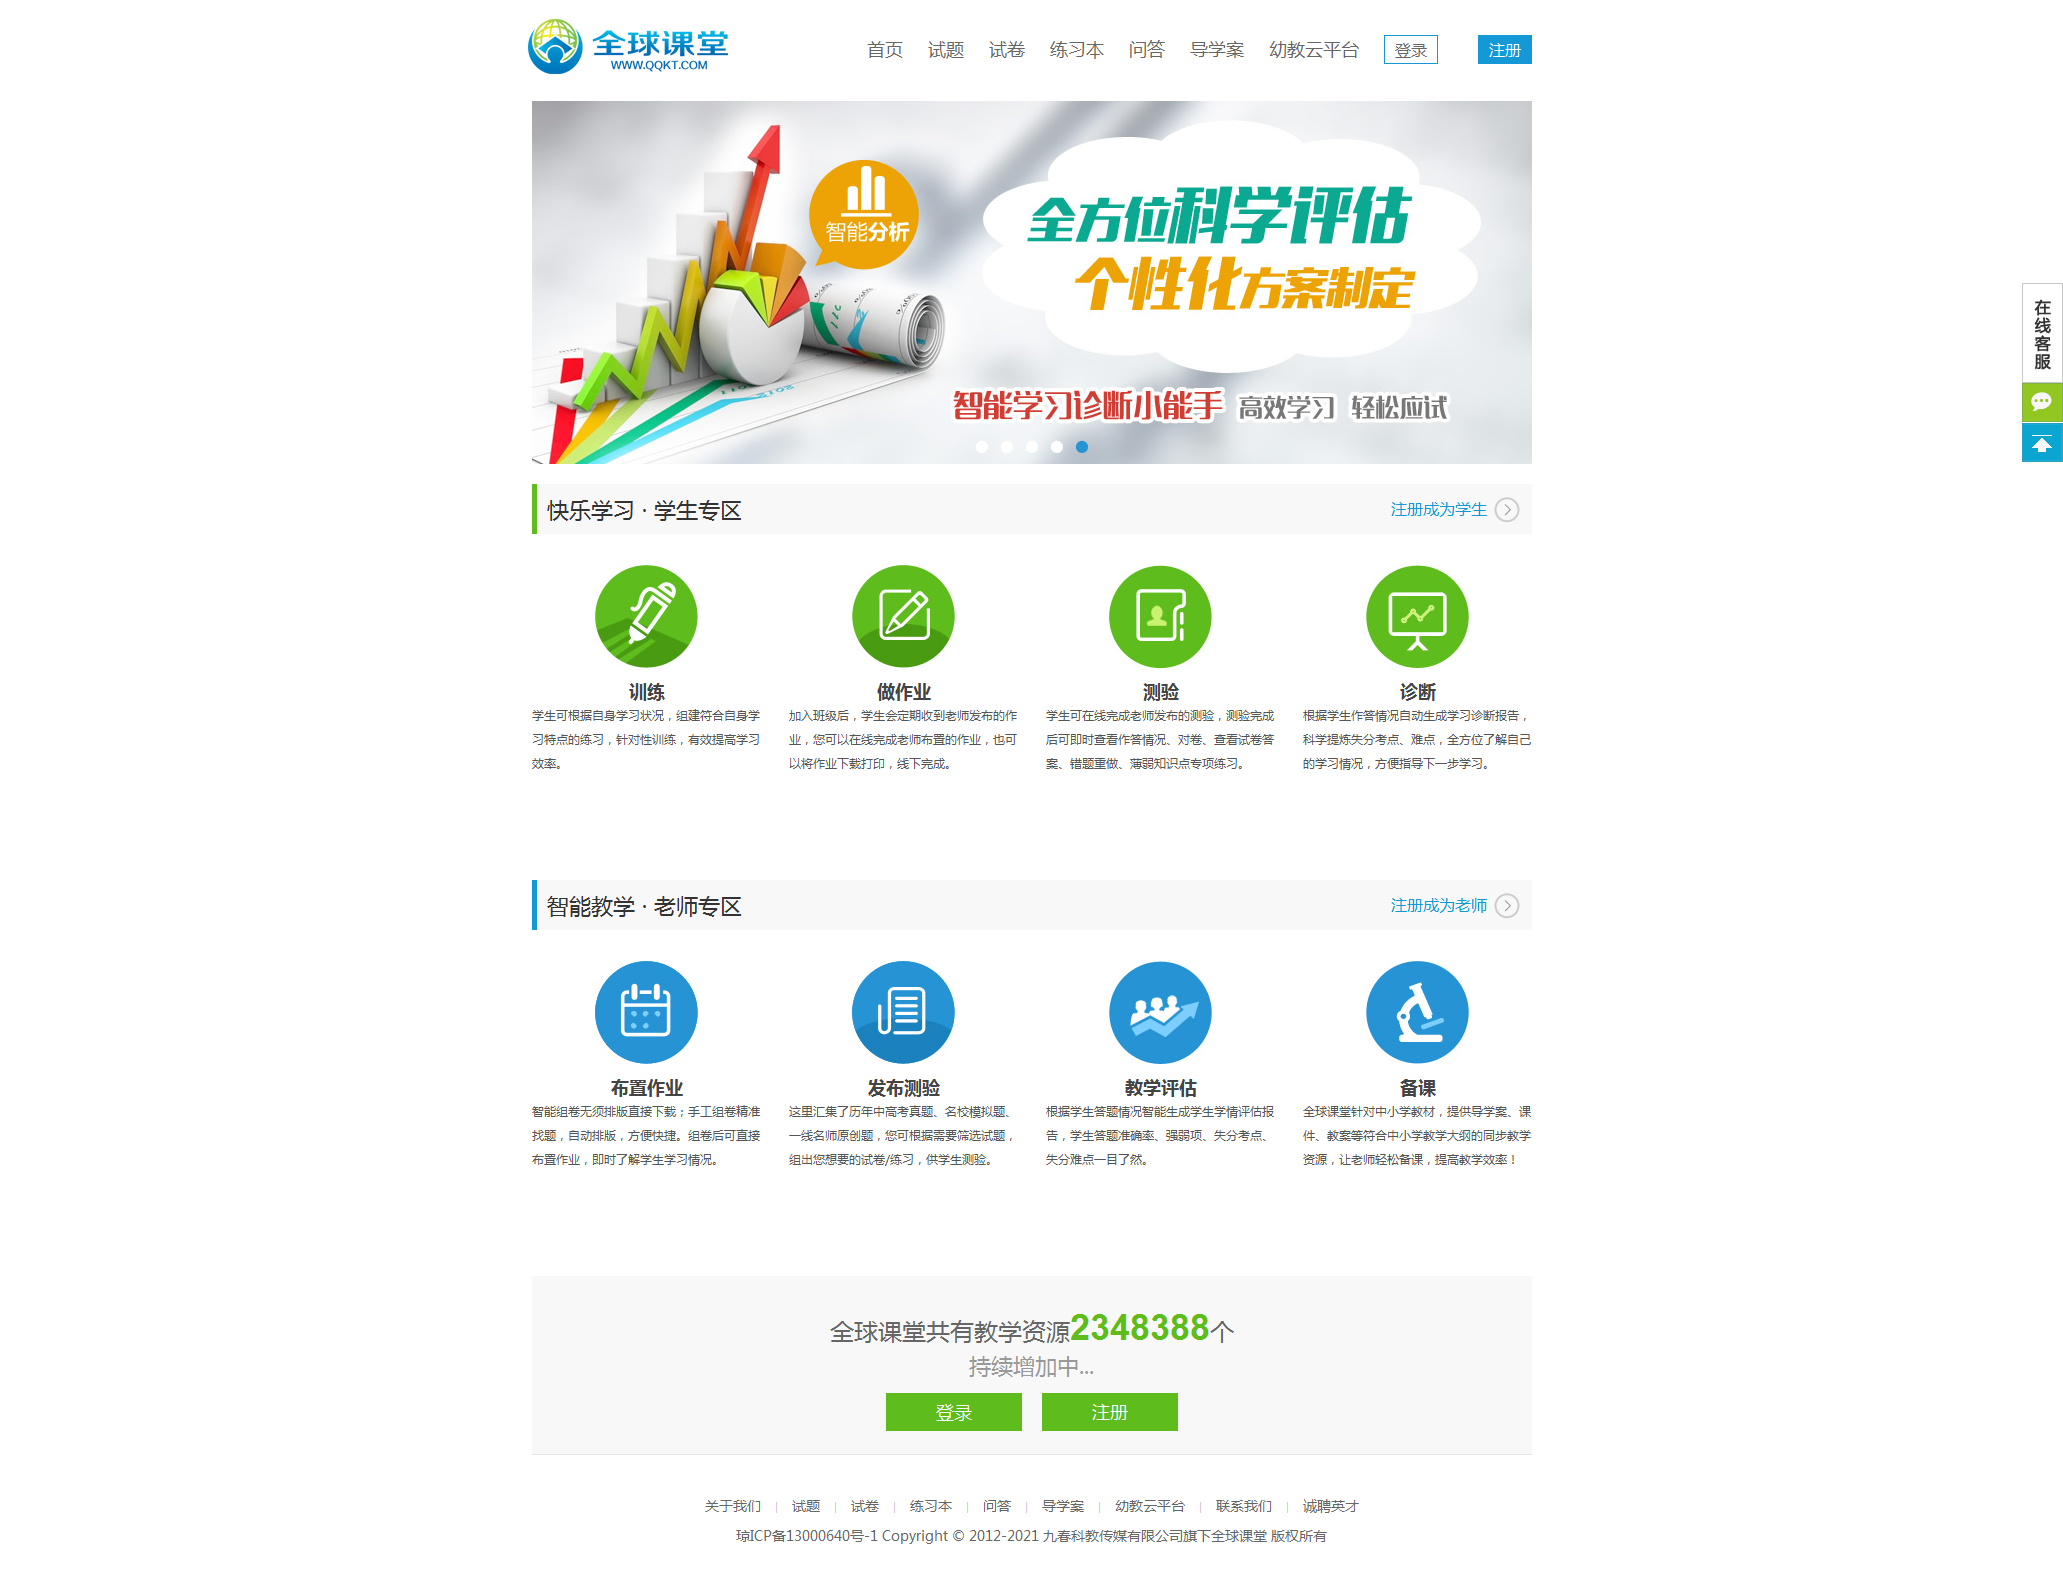 全球课堂
WWW.QQKT.COM
首页 试题 试卷 练习本 问答 导学案 幼教云平台 登录 注册
智能分析
全方位科学评估
个性化方案制定
智能学习诊断小能手 高效学习 轻松应试
在线客服
快乐学习 · 学生专区 注册成为学生
训练
学生可根据自身学习状况，组建符合自身学
习特点的练习，针对性训练，有效提高学习
效率。
做作业
加入班级后，学生会定期收到老师发布的作
业，您可以在线完成老师布置的作业，也可
以将作业下载打印，线下完成。
测验
学生可在线完成老师发布的测验，测验完成
后可即时查看作答情况、对卷、查看试卷答
案、错题重做、薄弱知识点专项练习。
诊断
根据学生作答情况自动生成学习诊断报告，
科学提炼失分考点、难点，全方位了解自己
的学习情况，方便指导下一步学习。
智能教学 · 老师专区 注册成为老师
布置作业
智能组卷无须排版直接下载；手工组卷精准
找题，自动排版，方便快捷。组卷后可直接
布置作业，即时了解学生学习情况。
发布测验
这里汇集了历年中高考真题、名校模拟题、
一线名师原创题，您可根据需要筛选试题，
组出您想要的试卷/练习，供学生测验。
教学评估
根据学生答题情况智能生成学生学情评估报
告，学生答题准确率、强弱项、失分考点、
失分难点一目了然。
备课
全球课堂针对中小学教材，提供导学案、课
件、教案等符合中小学教学大纲的同步教学
资源，让老师轻松备课，提高教学效率！
全球课堂共有教学资源2348388个
持续增加中...
登录 注册
关于我们 | 试题 | 试卷 | 练习本 | 问答 | 导学案 | 幼教云平台 | 联系我们 | 诚聘英才
琼ICP备13000640号-1 Copyright © 2012-2021 九春科教传媒有限公司旗下全球课堂 版权所有